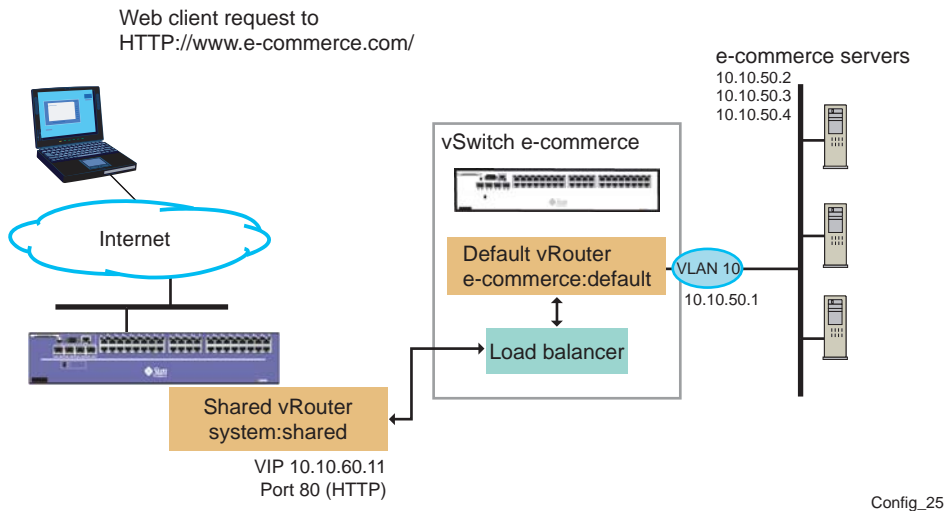 Web client request to
HTTP://www.e-commerce.com/
e-commerce servers
10.10.50.2
10.10.50.3
10.10.50.4
vSwitch e-commerce
Internet
Default vRouter
e-commerce:default
VLAN 10
10.10.50.1
Load balancer
Sun
Shared vRouter
system:shared
VIP 10.10.60.11
Port 80 (HTTP)
Config_25